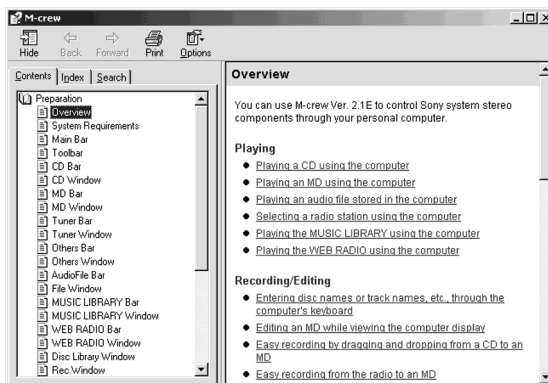 M-crew
Hide Back Forward Print Options
Contents Index Search
Preparation
Overview
System Requirements
Main Bar
Toolbar
CD Bar
CD Window
MD Bar
MD Window
Tuner Bar
Tuner Window
Others Bar
Others Window
AudioFile Bar
File Window
MUSIC LIBRARY Bar
MUSIC LIBRARY Window
WEB RADIO Bar
WEB RADIO Window
Disc Library Window
Rec Window
Overview
You can use M-crew Ver. 2.1E to control Sony system stereo
components through your personal computer.
Playing
Playing a CD using the computer
Playing an MD using the computer
Playing an audio file stored in the computer
Selecting a radio station using the computer
Playing the MUSIC LIBRARY using the computer
Playing the WEB RADIO using the computer
Recording/Editing
Entering disc names or track names, etc., through the
computer's keyboard
Editing an MD while viewing the computer display
Easy recording by dragging and dropping from a CD to an
MD
Easy recording from the radio to an MD